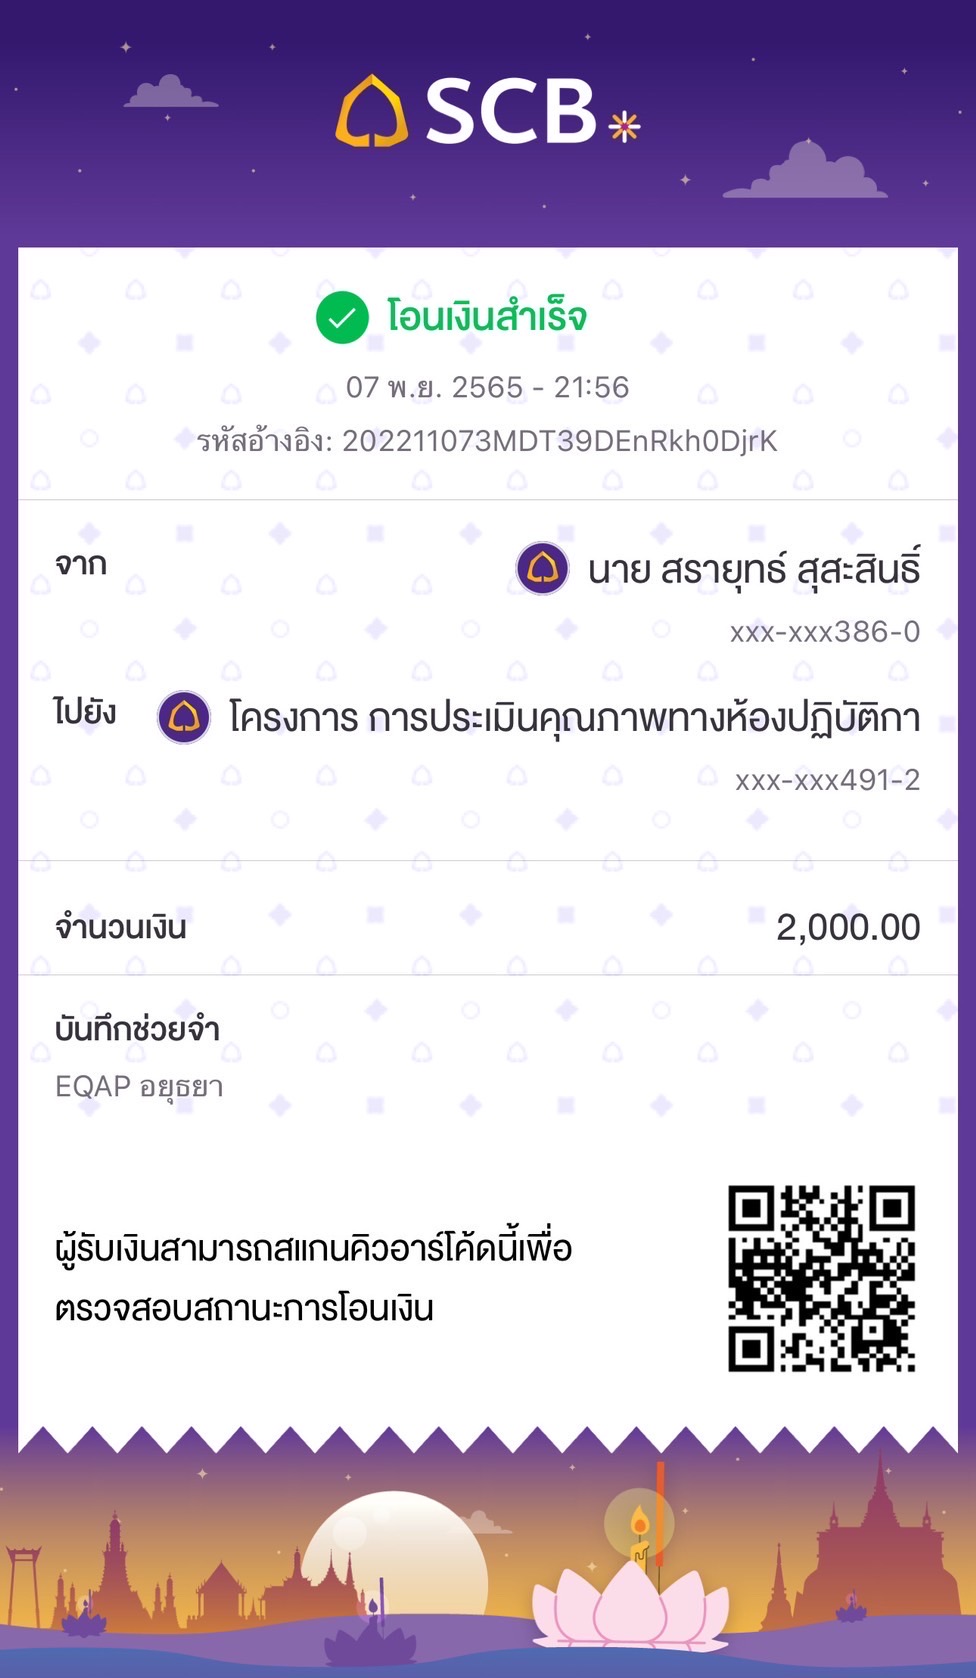 SCB
โอนเงินสำเร็จ
07 พ.ย. 2565 - 21:56
รหัสอ้างอิง: 202211073MDT39DEnRkh0DjrK
จาก นาย สรายุทธ์ สุสะสินธิ์
xxx-xxx386-0
ไปยัง โครงการ การประเมินคุณภาพทางห้องปฏิบัติกา
xxx-xxx491-2
จำนวนเงิน 2,000.00
บันทึกช่วยจำ
EQAP อยุธยา
ผู้รับเงินสามารถสแกนคิวอาร์โค้ดนี้เพื่อ
ตรวจสอบสถานะการโอนเงิน